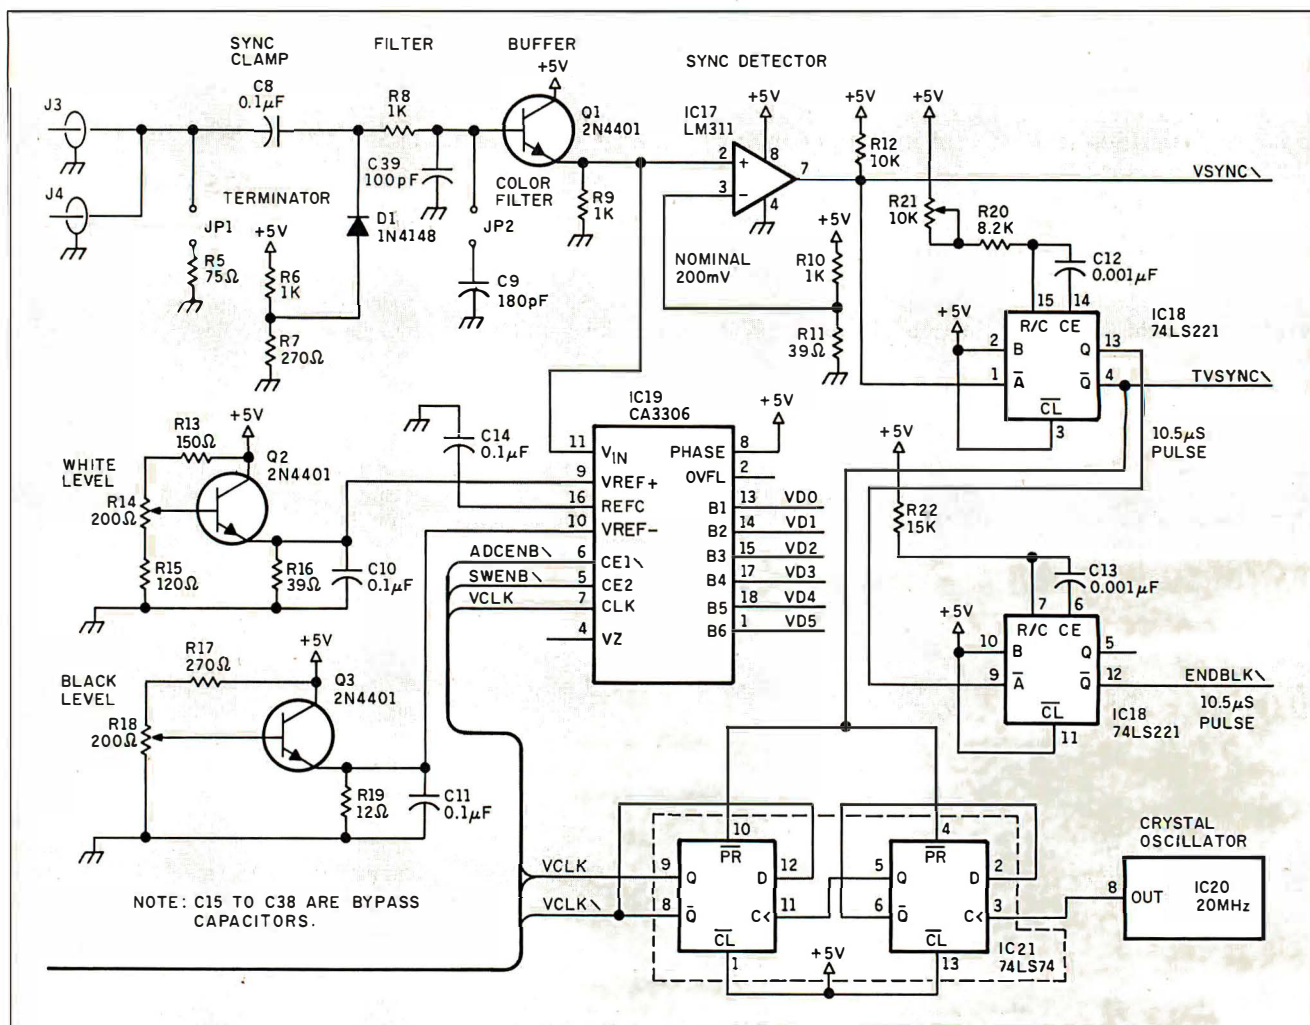 SYNC CLAMP
FILTER
BUFFER
SYNC DETECTOR
J3
J4
C8
0.1µF
R8
1K
+5V
Q1
2N4401
C39
100pF
COLOR FILTER
R9
1K
IC17
LM311
+5V
2
+
3
−
8
7
4
+5V
R12
10K
+5V
VSYNC\
R21
10K
R20
8.2K
C12
0.001µF
TERMINATOR
JP1
R5
75Ω
+5V
R6
1K
R7
270Ω
D1
1N4148
JP2
C9
180pF
NOMINAL
200mV
+5V
R10
1K
R11
39Ω
15
14
R/C CE
IC18
74LS221
+5V
2
B
Q
13
1
A̅
Q̅
4
TVSYNC\
C̅L̅
3
10.5µS
PULSE
IC19
CA3306
+5V
11
VIN
PHASE
8
9
VREF+
OVFL
2
16
REFC
B1
13
VD0
10
VREF-
B2
14
VD1
6
CE1\
B3
15
VD2
5
CE2
B4
17
VD3
7
CLK
B5
18
VD4
4
VZ
B6
1
VD5
ADCENB\
SWENB\
VCLK
C14
0.1µF
R13
150Ω
+5V
Q2
2N4401
WHITE
LEVEL
R14
200Ω
R15
120Ω
R16
39Ω
C10
0.1µF
R17
270Ω
+5V
Q3
2N4401
BLACK
LEVEL
R18
200Ω
R19
12Ω
C11
0.1µF
+5V
R22
15K
C13
0.001µF
7
6
R/C CE
+5V
10
B
Q
5
9
A̅
Q̅
12
ENDBLK\
C̅L̅
11
IC18
74LS221
10.5µS
PULSE
NOTE: C15 TO C38 ARE BYPASS
CAPACITORS.
VCLK
VCLK\
10
P̅R̅
9
Q
D
12
8
Q̅
C<
11
C̅L̅
1
+5V
4
P̅R̅
5
Q
D
2
6
Q̅
C<
3
C̅L̅
13
IC21
74LS74
CRYSTAL
OSCILLATOR
8
OUT
IC20
20MHz